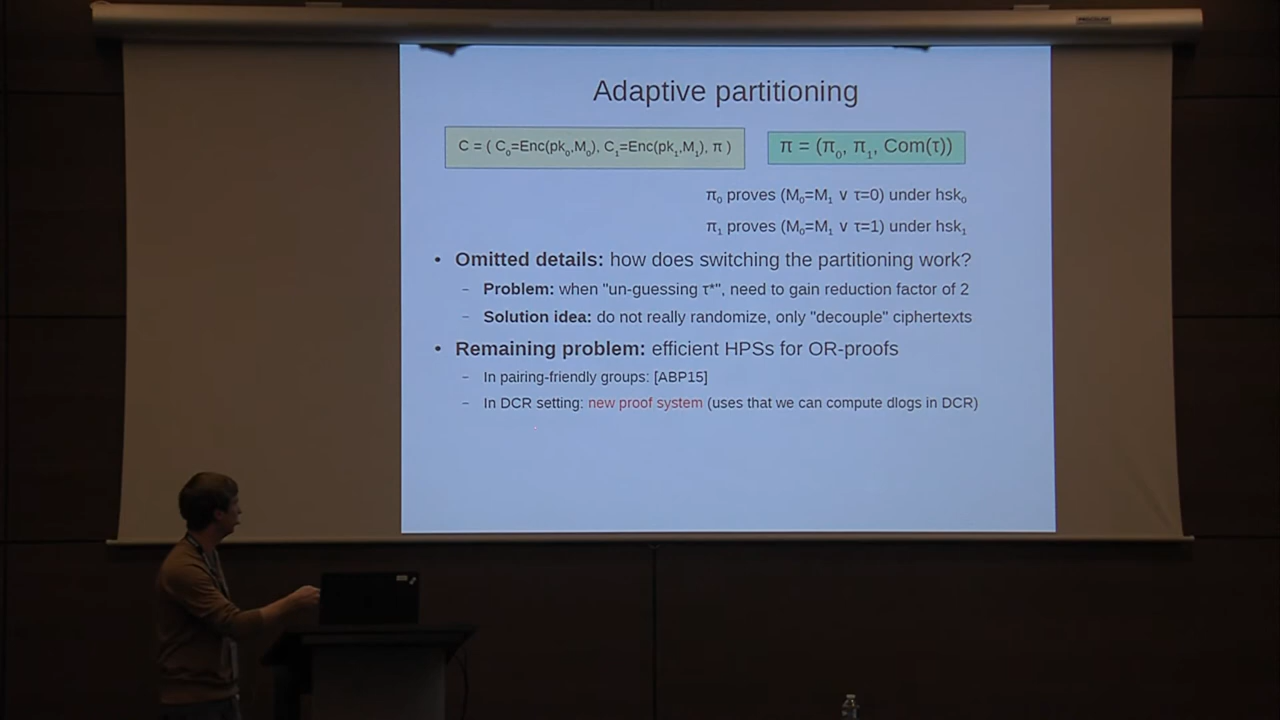 Adaptive partitioning
C = ( C₀=Enc(pk₀,M₀), C₁=Enc(pk₁,M₁), π )
π = (π₀, π₁, Com(τ))
π₀ proves (M₀=M₁ ∨ τ=0) under hsk₀
π₁ proves (M₀=M₁ ∨ τ=1) under hsk₁
• Omitted details: how does switching the partitioning work?
– Problem: when "un-guessing τ*", need to gain reduction factor of 2
– Solution idea: do not really randomize, only "decouple" ciphertexts
• Remaining problem: efficient HPSs for OR-proofs
– In pairing-friendly groups: [ABP15]
– In DCR setting: new proof system (uses that we can compute dlogs in DCR)